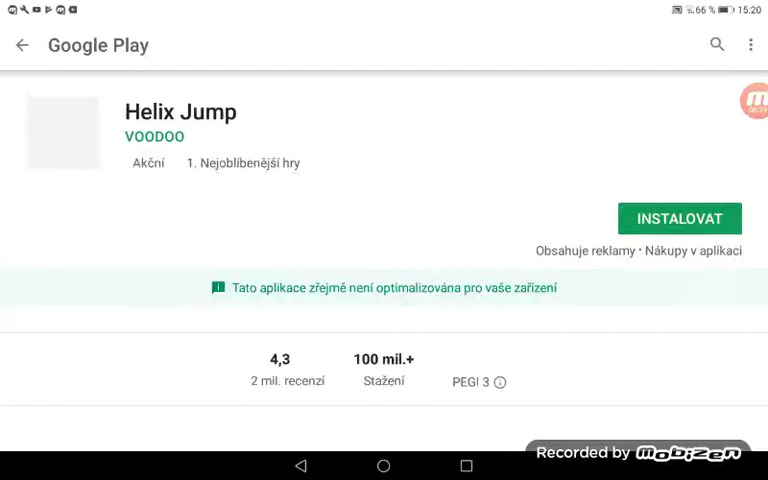 66 % 15:20
Google Play
Helix Jump
VOODOO
Akční 1. Nejoblíbenější hry
INSTALOVAT
Obsahuje reklamy • Nákupy v aplikaci
Tato aplikace zřejmě není optimalizována pro vaše zařízení
4,3 100 mil.+
2 mil. recenzí Stažení PEGI 3
Recorded by mobizen